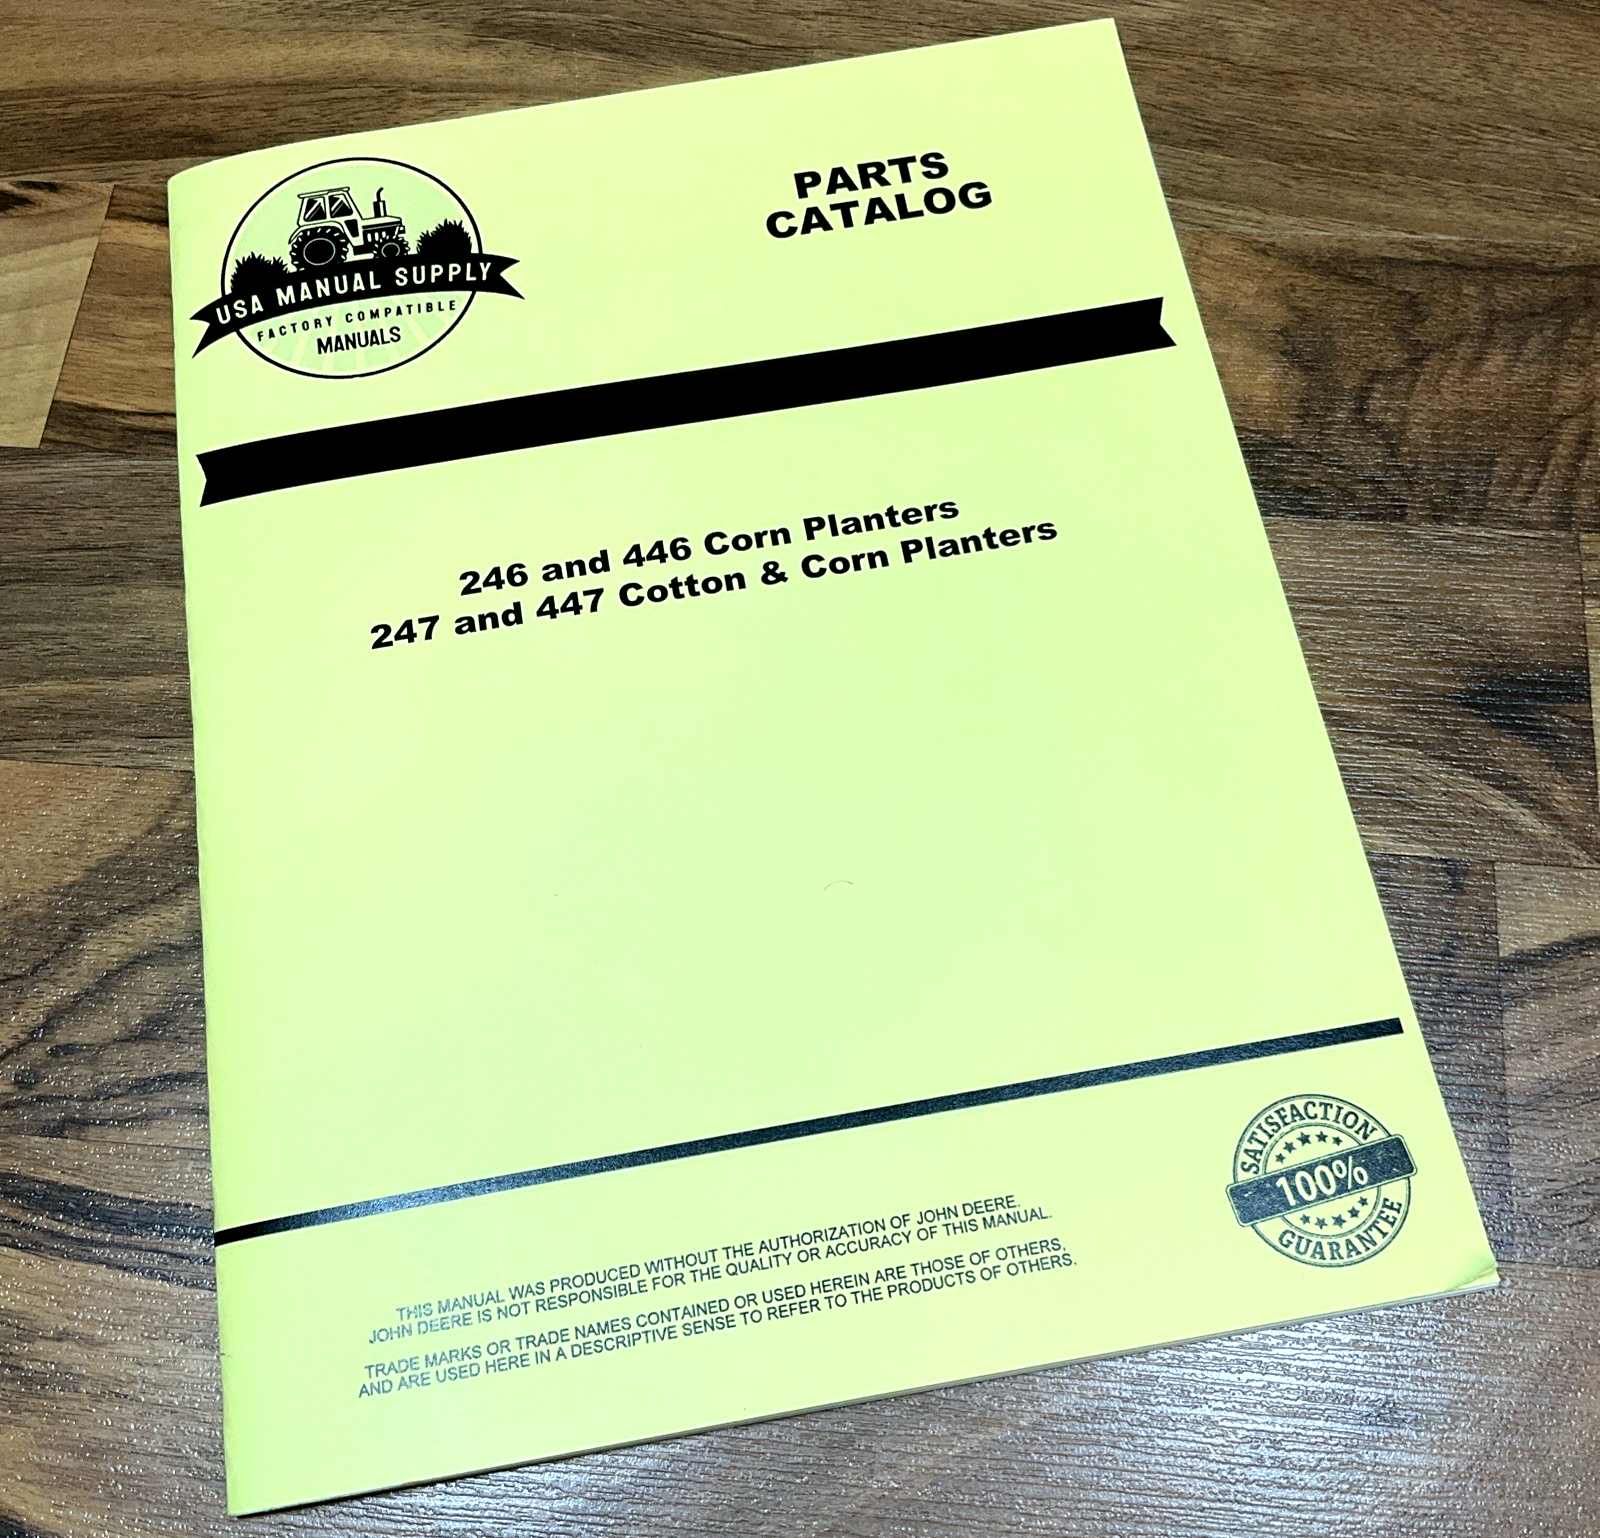 PARTS
CATALOG
USA MANUAL SUPPLY
FACTORY COMPATIBLE
MANUALS
246 and 446 Corn Planters
247 and 447 Cotton & Corn Planters
SATISFACTION
100%
GUARANTEE
THIS MANUAL WAS PRODUCED WITHOUT THE AUTHORIZATION OF JOHN DEERE.
JOHN DEERE IS NOT RESPONSIBLE FOR THE QUALITY OR ACCURACY OF THIS MANUAL.
TRADE MARKS OR TRADE NAMES CONTAINED OR USED HEREIN ARE THOSE OF OTHERS,
AND ARE USED HERE IN A DESCRIPTIVE SENSE TO REFER TO THE PRODUCTS OF OTHERS.